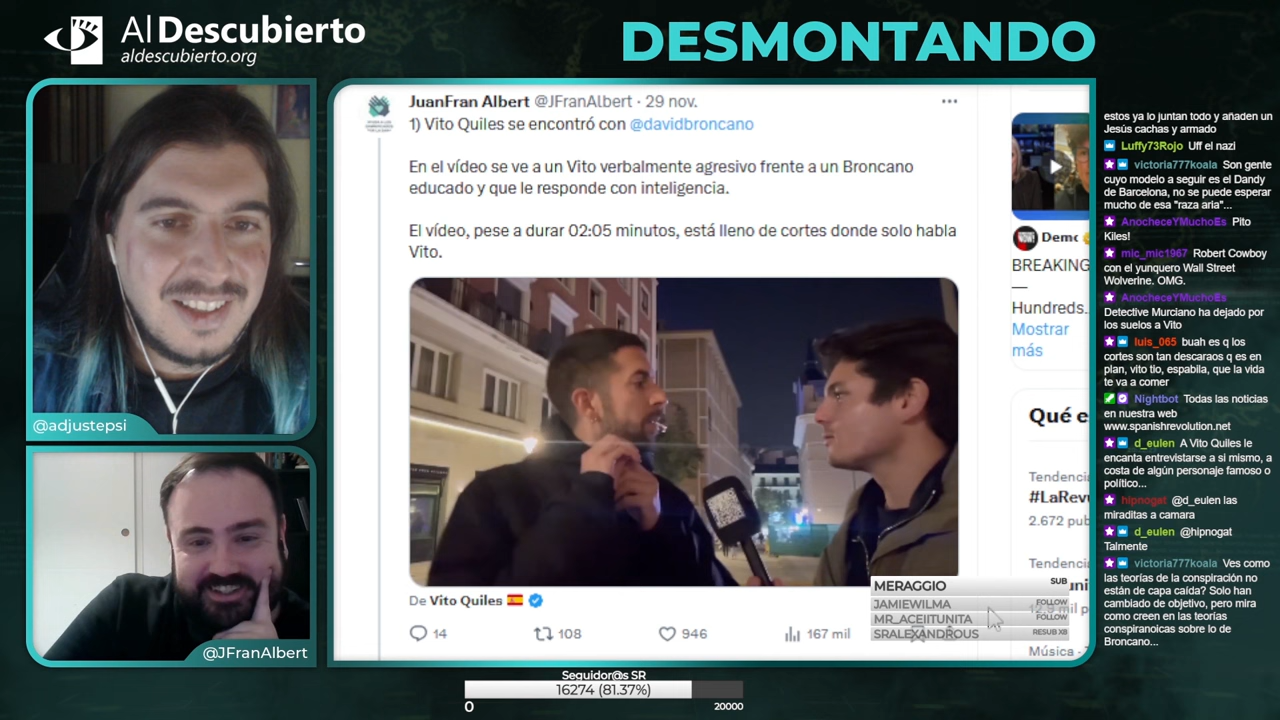 Al Descubierto
aldescubierto.org
DESMONTANDO
@adjustepsi
@JFranAlbert
JuanFran Albert @JFranAlbert · 29 nov.
1) Vito Quiles se encontró con @davidbroncano
En el vídeo se ve a un Vito verbalmente agresivo frente a un Broncano
educado y que le responde con inteligencia.
El vídeo, pese a durar 02:05 minutos, está lleno de cortes donde solo habla
Vito.
De Vito Quiles
14 108 946 167 mil
BREAKING
—
Hundreds...
Mostrar
más
Qué e
Tendencia
#LaRevu
2.672 pub
Tendencia
Música ·
MERAGGIO SUB
JAMIEWILMA FOLLOW
MR_ACEIITUNITA FOLLOW
SRALEXANDROUS RESUB X8
Seguidor@s SR
16274 (81.37%)
0 20000
estos ya lo juntan todo y añaden un
Jesús cachas y armado
Luffy73Rojo Uff el nazi
victoria777koala Son gente
cuyo modelo a seguir es el Dandy
de Barcelona, no se puede esperar
mucho de esa "raza aria"...
AnocheceYMuchoEs Pito
Kiles!
mic_mic1967 Robert Cowboy
con el yunquero Wall Street
Wolverine. OMG.
AnocheceYMuchoEs
Detective Murciano ha dejado por
los suelos a Vito
luis_065 buah es q los
cortes son tan descaraos q es en
plan, vito tio, espabila, que la vida
te va a comer
Nightbot Todas las noticias
en nuestra web
www.spanishrevolution.net
d_eulen A Vito Quiles le
encanta entrevistarse a si mismo, a
costa de algún personaje famoso o
político...
hipnogat @d_eulen las
miraditas a camara
d_eulen @hipnogat
Talmente
victoria777koala Ves como
las teorías de la conspiración no
están de capa caída? Solo han
cambiado de objetivo, pero mira
como creen en las teorías
conspiranoicas sobre lo de
Broncano...